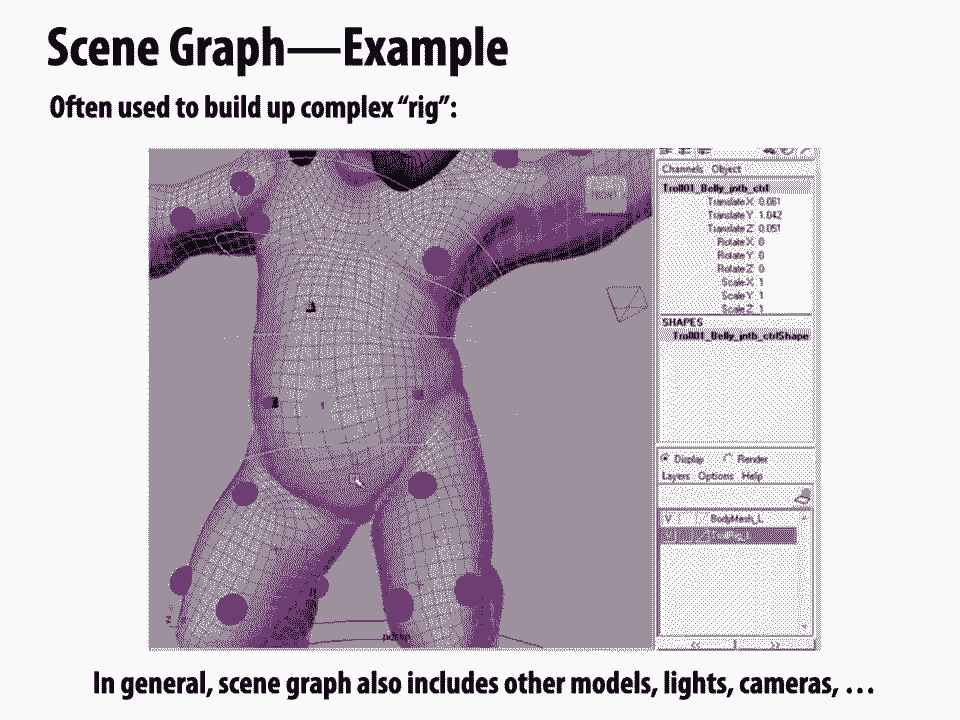 Scene Graph—Example
Often used to build up complex “rig”:
Channels Object
Troll01_Belly_jntb_ctrl
Translate X 0.061
Translate Y 1.042
Translate Z 0.051
Rotate X 0
Rotate Y 0
Rotate Z 0
Scale X 1
Scale Y 1
Scale Z 1
SHAPES
Troll01_Belly_jntb_ctrlShape
FRONT
Display Render
Layers Options Help
V BodyMesh_L
<< >>
In general, scene graph also includes other models, lights, cameras, …